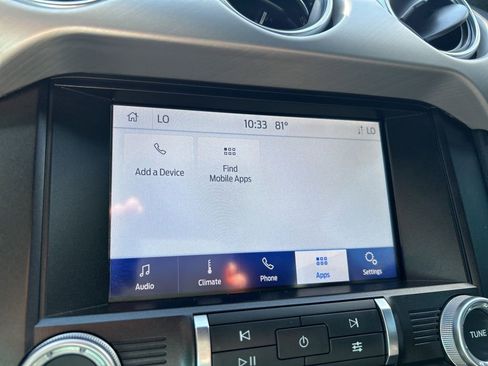 LO 10:33 81° LO
Add a Device
Find
Mobile Apps
Audio Climate Phone Apps Settings
TUNE